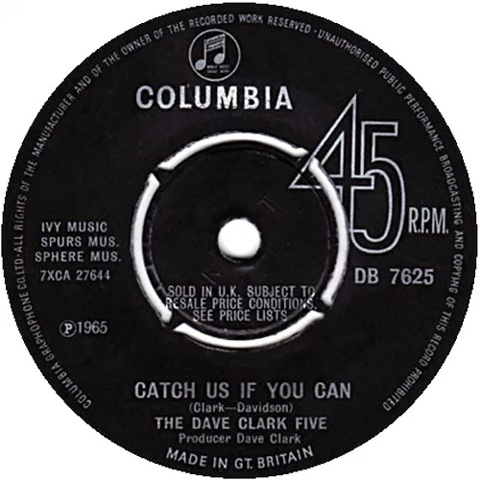 COLUMBIA GRAPHOPHONE CO. LTD.·ALL RIGHTS OF THE MANUFACTURER AND OF THE OWNER OF THE RECORDED WORK RESERVED·UNAUTHORISED PUBLIC PERFORMANCE BROADCASTING AND COPYING OF THIS RECORD PROHIBITED
COLUMBIA
45
R.P.M.
IVY MUSIC
SPURS MUS.
SPHERE MUS.
7XCA 27644
DB 7625
SOLD IN U.K. SUBJECT TO
RESALE PRICE CONDITIONS,
SEE PRICE LISTS
℗1965
CATCH US IF YOU CAN
(Clark—Davidson)
THE DAVE CLARK FIVE
Producer Dave Clark
MADE IN GT. BRITAIN